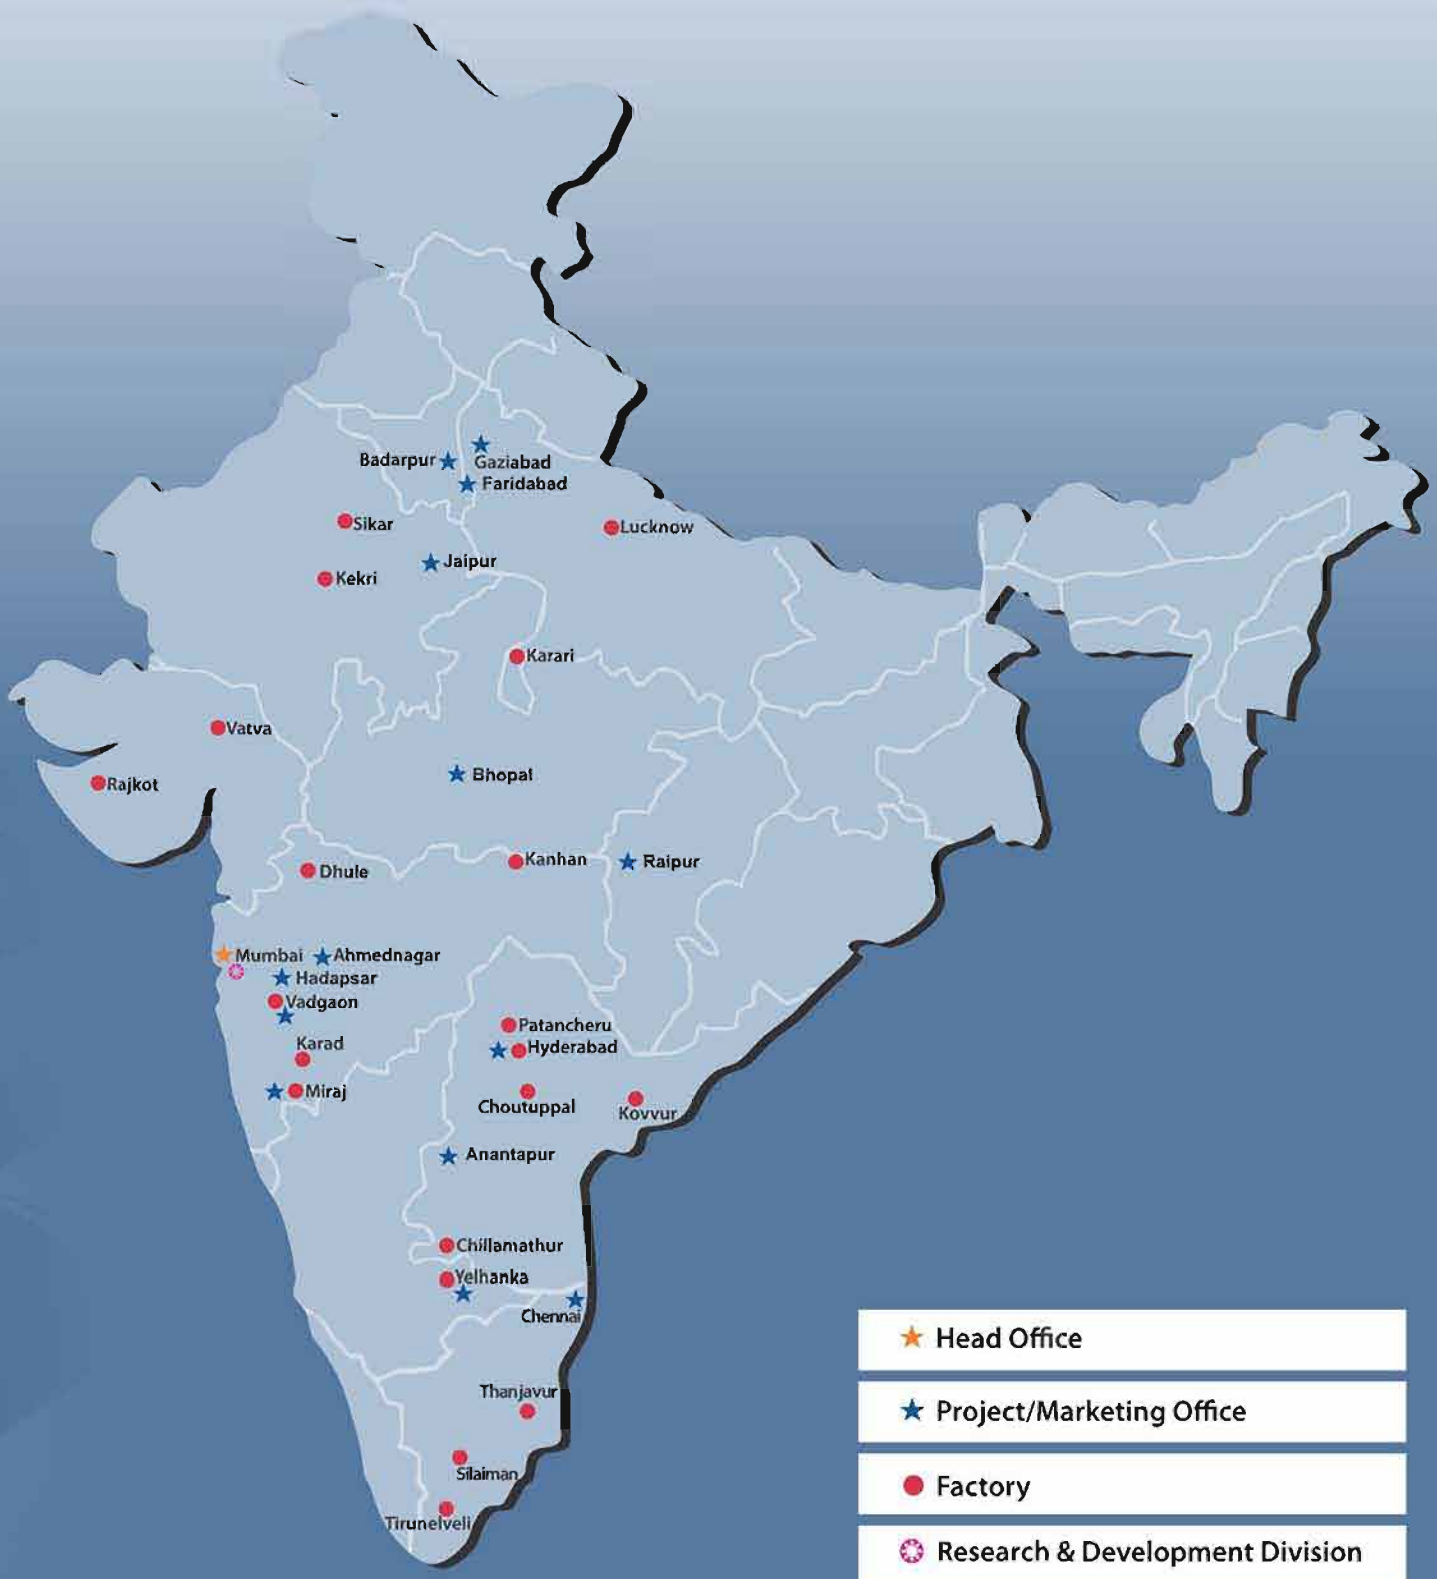 Badarpur
Gaziabad
Faridabad
Sikar
Lucknow
Jaipur
Kekri
Karari
Vatva
Bhopal
Rajkot
Kanhan
Raipur
Dhule
Mumbai
Ahmednagar
Hadapsar
Vadgaon
Patancheru
Karad
Hyderabad
Miraj
Choutuppal
Kovvur
Anantapur
Chillamathur
Yelhanka
Chennai
Thanjavur
Silaiman
Tirunelveli
Head Office
Project/Marketing Office
Factory
Research & Development Division